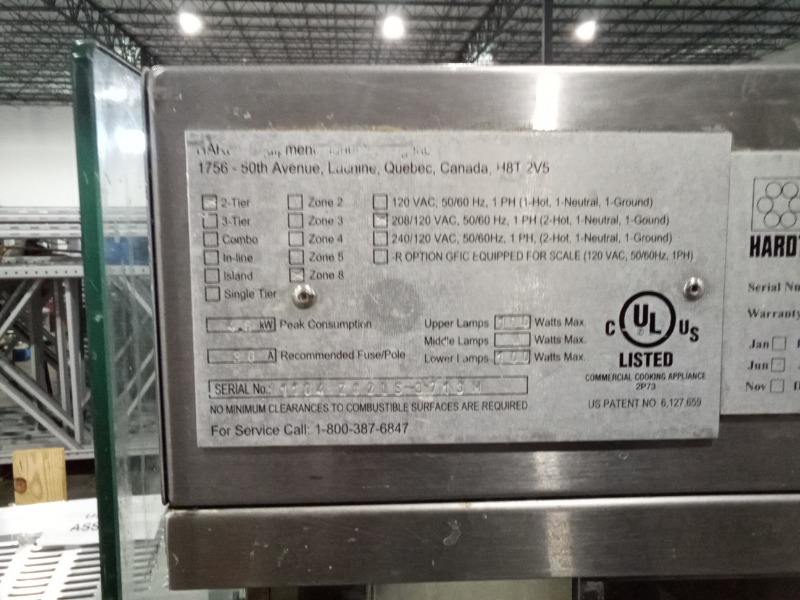 1756 - 50th Avenue, Lachine, Quebec, Canada, H8T 2V5
2-Tier
3-Tier
Combo
In-line
Island
Single Tier
Zone 2
Zone 3
Zone 4
Zone 5
Zone 8
120 VAC, 50/60 Hz, 1 PH (1-Hot, 1-Neutral, 1-Ground)
208/120 VAC, 50/60 Hz, 1 PH (2-Hot, 1-Neutral, 1-Gound)
240/120 VAC, 50/60Hz, 1 PH, (2-Hot, 1-Neutral, 1-Ground)
-R OPTION GFIC EQUIPPED FOR SCALE (120 VAC, 50/60Hz, 1PH)
kW Peak Consumption
A Recommended Fuse/Pole
Upper Lamps Watts Max.
Middle Lamps Watts Max.
Lower Lamps Watts Max.
SERIAL No.:
NO MINIMUM CLEARANCES TO COMBUSTIBLE SURFACES ARE REQUIRED
For Service Call: 1-800-387-6847
C UL US
LISTED
COMMERCIAL COOKING APPLIANCE
2P73
US PATENT NO 6,127,659
HARDT
Serial
Warranty
Jan
Jun
Nov
ASS